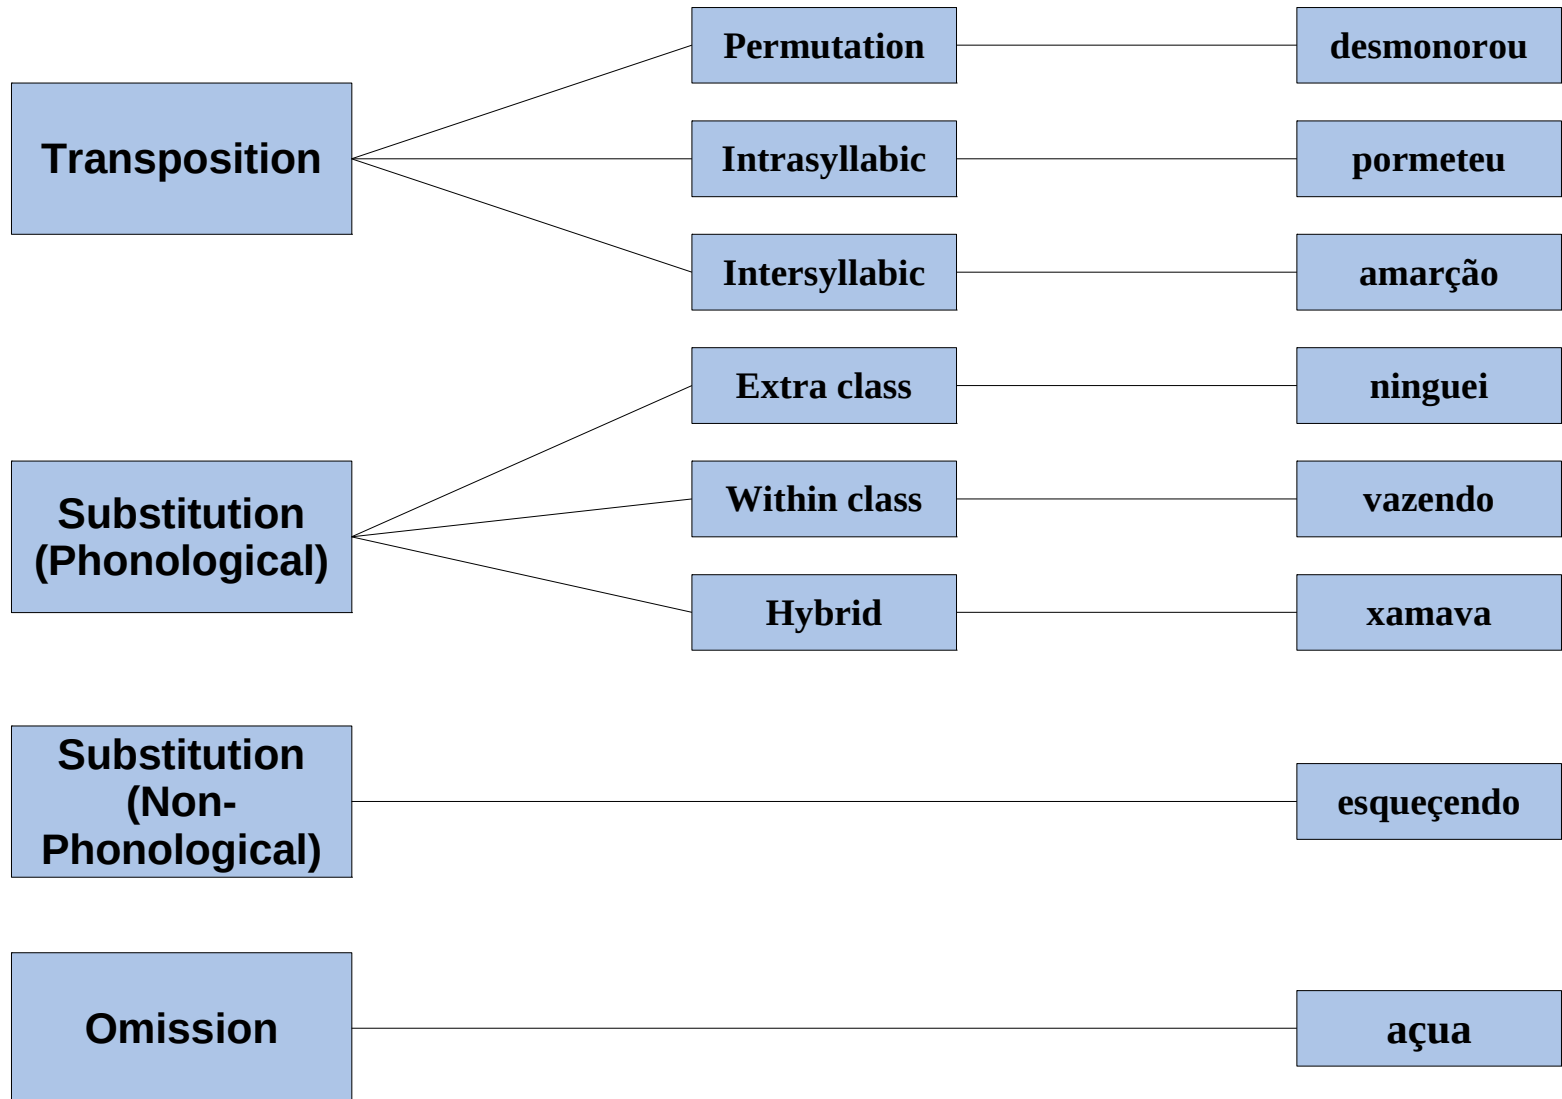 Permutation
desmonorou
Transposition
Intrasyllabic
pormeteu
Intersyllabic
amarção
Extra class
ninguei
Substitution
(Phonological)
Within class
vazendo
Hybrid
xamava
Substitution
(Non-
Phonological)
esqueçendo
Omission
açua